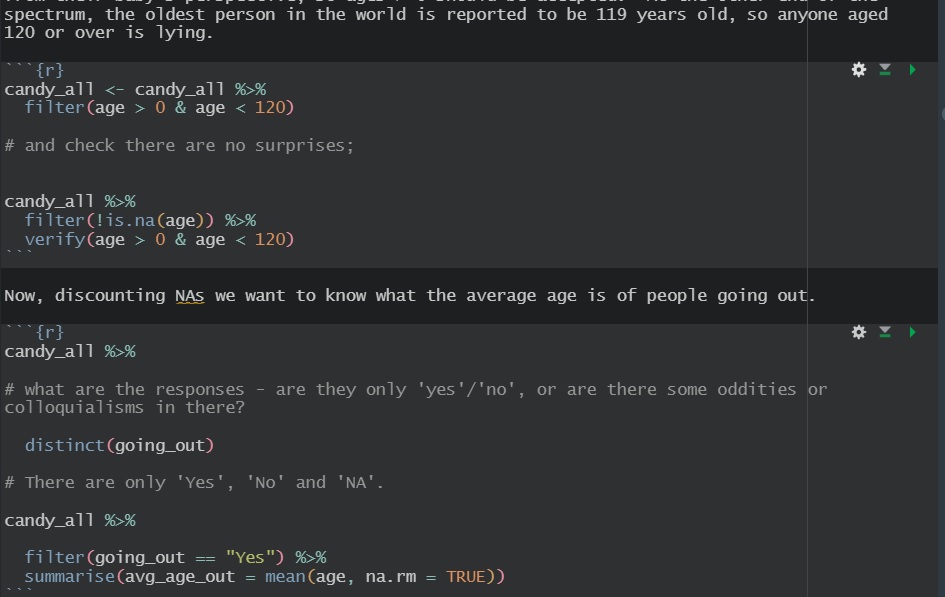 spectrum, the oldest person in the world is reported to be 119 years old, so anyone aged
120 or over is lying.
```{r}
candy_all <- candy_all %>%
  filter(age > 0 & age < 120)
# and check there are no surprises;
candy_all %>%
  filter(!is.na(age)) %>%
  verify(age > 0 & age < 120)
```
Now, discounting NAs we want to know what the average age is of people going out.
```{r}
candy_all %>%
# what are the responses - are they only 'yes'/'no', or are there some oddities or
colloquialisms in there?
  distinct(going_out)
# There are only 'Yes', 'No' and 'NA'.
candy_all %>%
  filter(going_out == "Yes") %>%
  summarise(avg_age_out = mean(age, na.rm = TRUE))
```